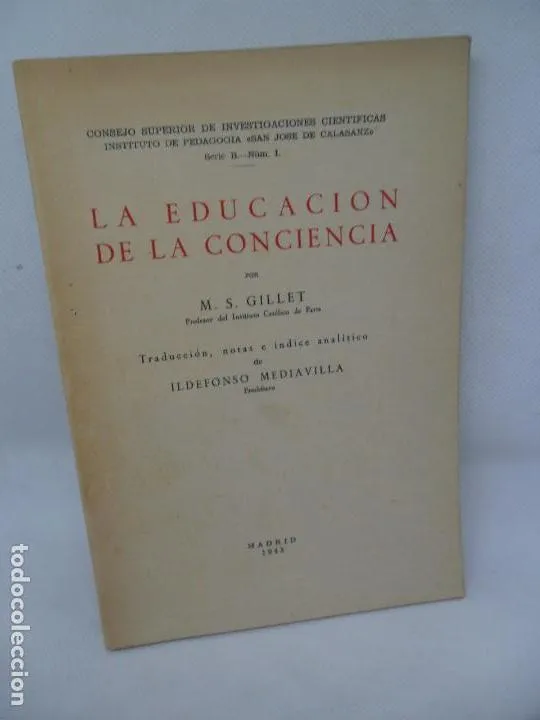 CONSEJO SUPERIOR DE INVESTIGACIONES CIENTIFICAS
INSTITUTO DE PEDAGOGIA «SAN JOSE DE CALASANZ»
Serie B.—Núm. 1.
LA EDUCACION
DE LA CONCIENCIA
POR
M. S. GILLET
Profesor del Instituto Católico de París
Traducción, notas e índice analítico
de
ILDEFONSO MEDIAVILLA
Presbítero
MADRID
1943
todocoleccion